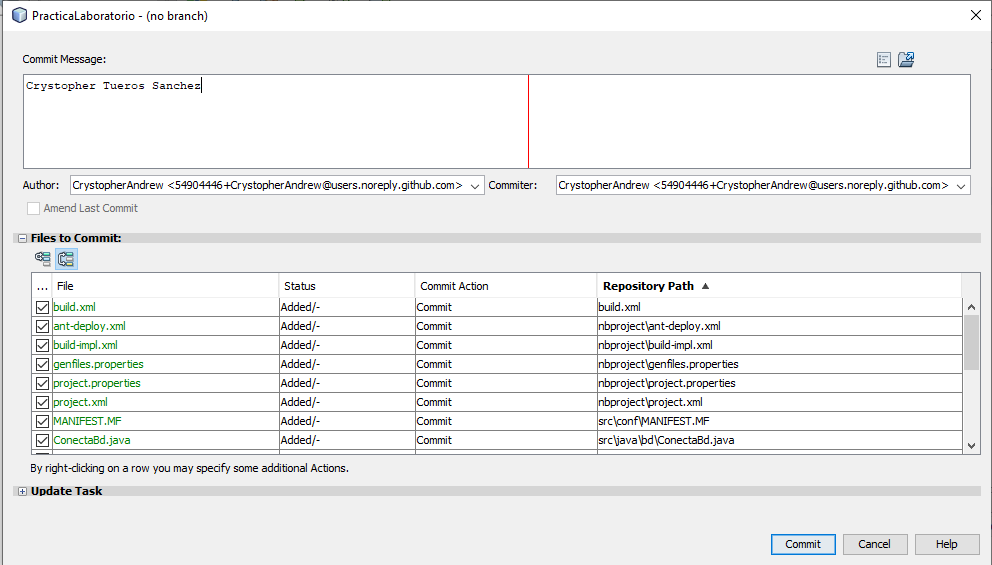 PracticaLaboratorio - (no branch)
Commit Message:
Crystopher Tueros Sanchez
Author: CrystopherAndrew <54904446+CrystopherAndrew@users.noreply.github.com> Commiter: CrystopherAndrew <54904446+CrystopherAndrew@users.noreply.github.com>
Amend Last Commit
Files to Commit:
... File Status Commit Action Repository Path
build.xml Added/- Commit build.xml
ant-deploy.xml Added/- Commit nbproject\ant-deploy.xml
build-impl.xml Added/- Commit nbproject\build-impl.xml
genfiles.properties Added/- Commit nbproject\genfiles.properties
project.properties Added/- Commit nbproject\project.properties
project.xml Added/- Commit nbproject\project.xml
MANIFEST.MF Added/- Commit src\conf\MANIFEST.MF
ConectaBd.java Added/- Commit src\java\bd\ConectaBd.java
By right-clicking on a row you may specify some additional Actions.
Update Task
Commit Cancel Help